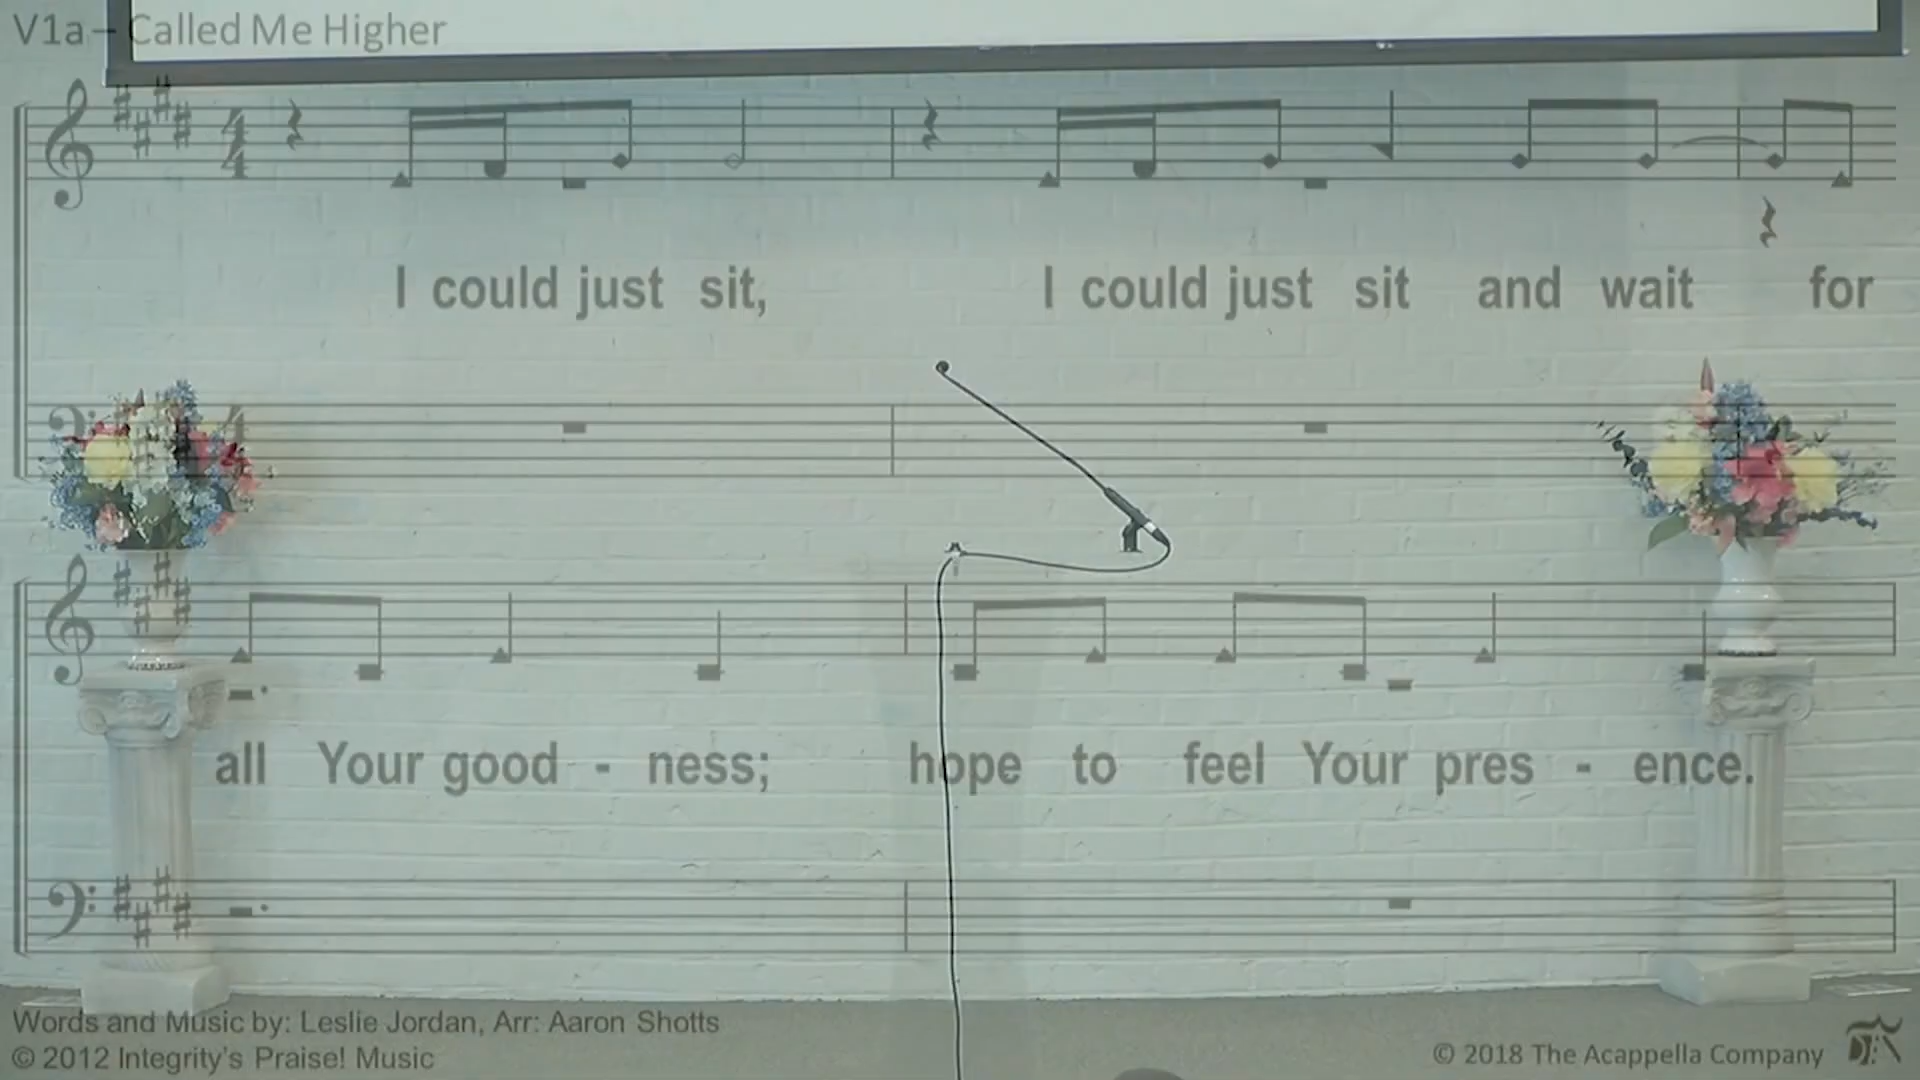 V1a – Called Me Higher
I could just sit, I could just sit and wait for
all Your good - ness; hope to feel Your pres - ence.
Words and Music by: Leslie Jordan, Arr: Aaron Shotts
© 2012 Integrity's Praise! Music
© 2018 The Acappella Company